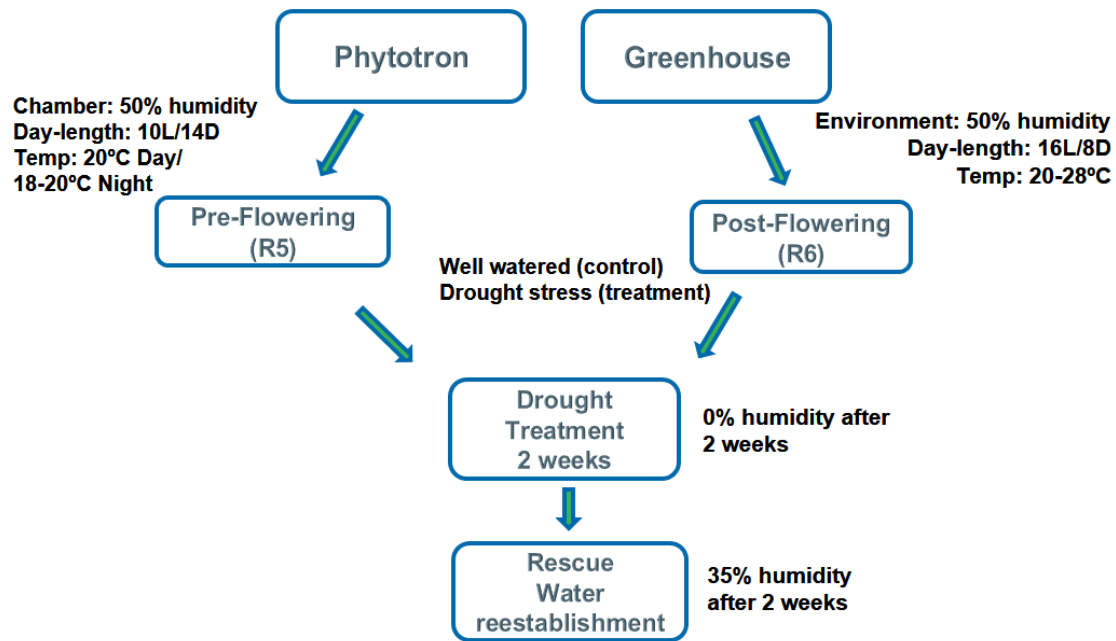 Phytotron
Greenhouse
Chamber: 50% humidity
Day-length: 10L/14D
Temp: 20ºC Day/
18-20ºC Night
Environment: 50% humidity
Day-length: 16L/8D
Temp: 20-28ºC
Pre-Flowering
(R5)
Post-Flowering
(R6)
Well watered (control)
Drought stress (treatment)
Drought
Treatment
2 weeks
0% humidity after
2 weeks
Rescue
Water
reestablishment
35% humidity
after 2 weeks